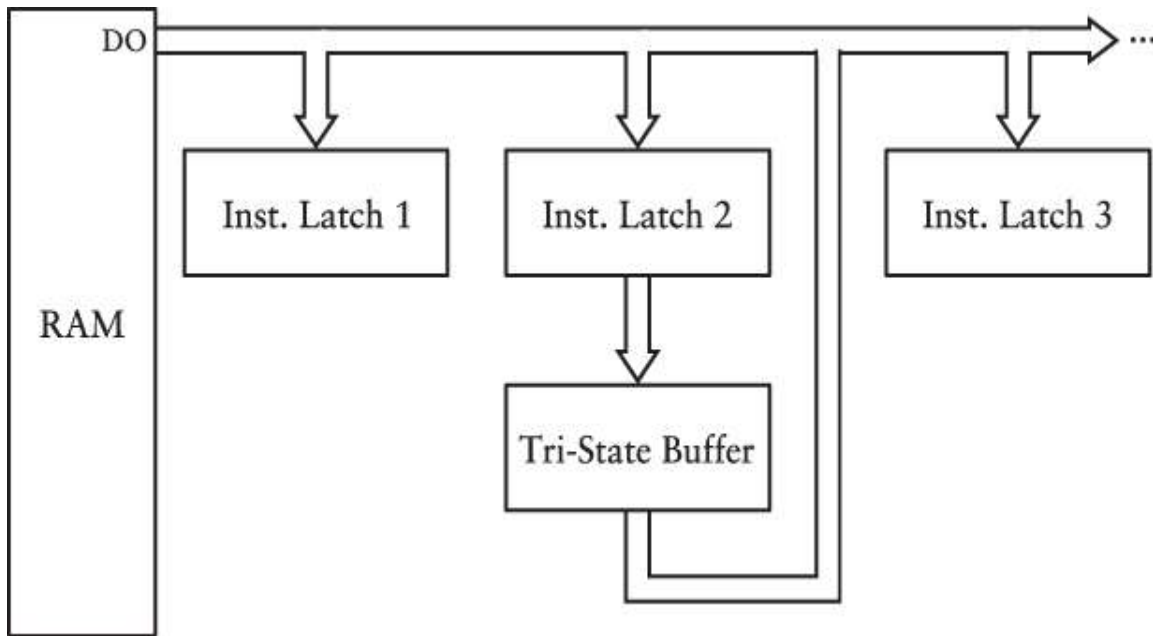 DO
...
Inst. Latch 1
Inst. Latch 2
Inst. Latch 3
RAM
Tri-State Buffer